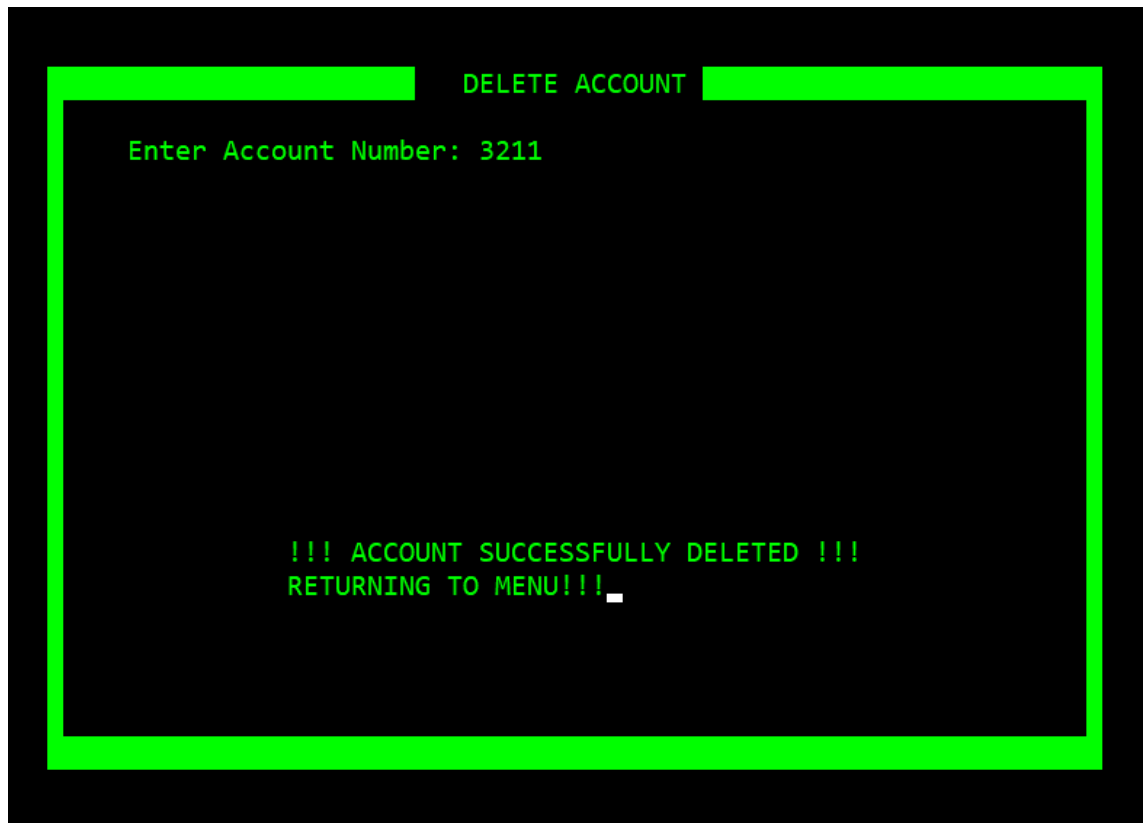 DELETE ACCOUNT
Enter Account Number: 3211
!!! ACCOUNT SUCCESSFULLY DELETED !!!
RETURNING TO MENU!!!